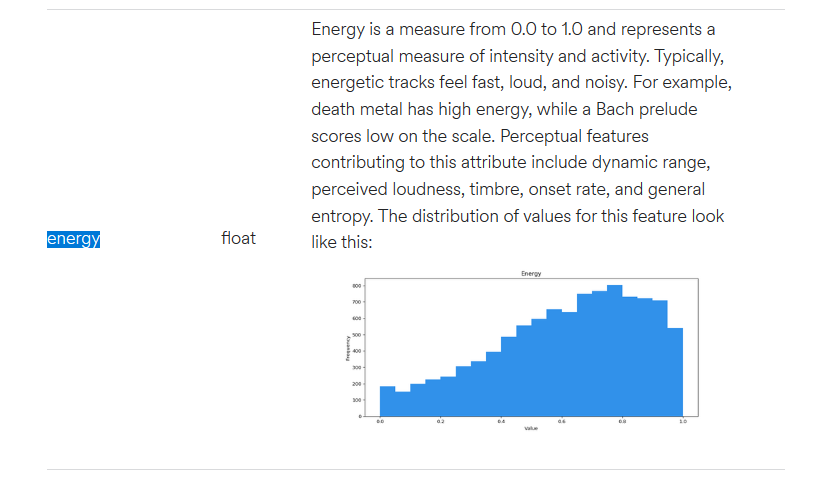 Energy is a measure from 0.0 to 1.0 and represents a
perceptual measure of intensity and activity. Typically,
energetic tracks feel fast, loud, and noisy. For example,
death metal has high energy, while a Bach prelude
scores low on the scale. Perceptual features
contributing to this attribute include dynamic range,
perceived loudness, timbre, onset rate, and general
entropy. The distribution of values for this feature look
energy float like this:
Energy
800
700
600
500
400
300
200
100
0
Frequency
0.0 0.2 0.4 0.6 0.8 1.0
Value